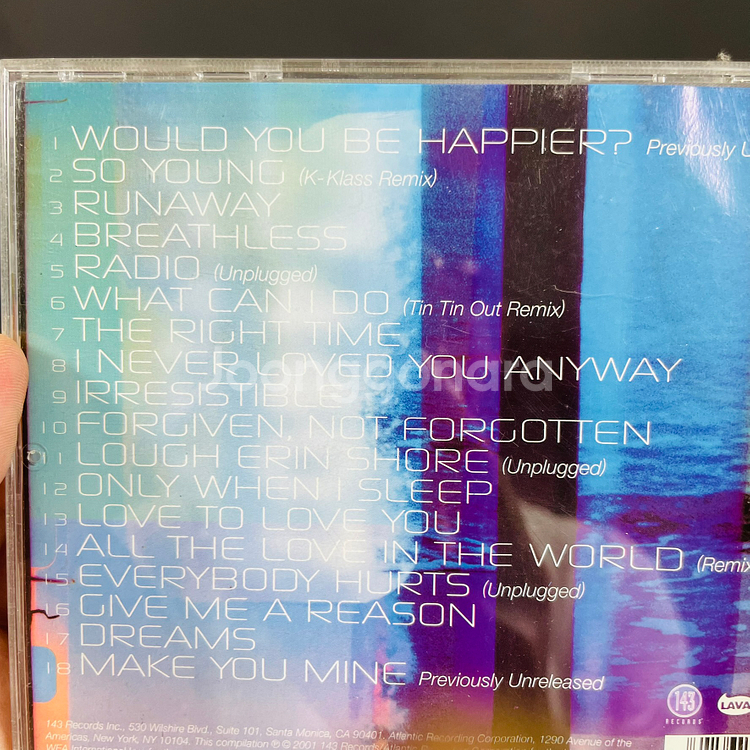 1 WOULD YOU BE HAPPIER? Previously U
2 SO YOUNG (K-Klass Remix)
3 RUNAWAY
4 BREATHLESS
5 RADIO (Unplugged)
6 WHAT CAN I DO (Tin Tin Out Remix)
7 THE RIGHT TIME
8 I NEVER LOVED YOU ANYWAY
Joonggonara
9 IRRESISTIBLE
10 FORGIVEN, NOT FORGOTTEN
11 LOUGH ERIN SHORE (Unplugged)
12 ONLY WHEN I SLEEP
13 LOVE TO LOVE YOU
14 ALL THE LOVE IN THE WORLD (Remix
15 EVERYBODY HURTS (Unplugged)
16 GIVE ME A REASON
17 DREAMS
18 MAKE YOU MINE Previously Unreleased
143 RECORDS
LAVA
143 Records Inc., 530 Wilshire Blvd., Suite 101, Santa Monica, CA 90401. Atlantic Recording Corporation, 1290 Avenue of the
Americas, New York, NY 10104. This compilation ℗ © 2001 143 Records/Atlantic
WEA International